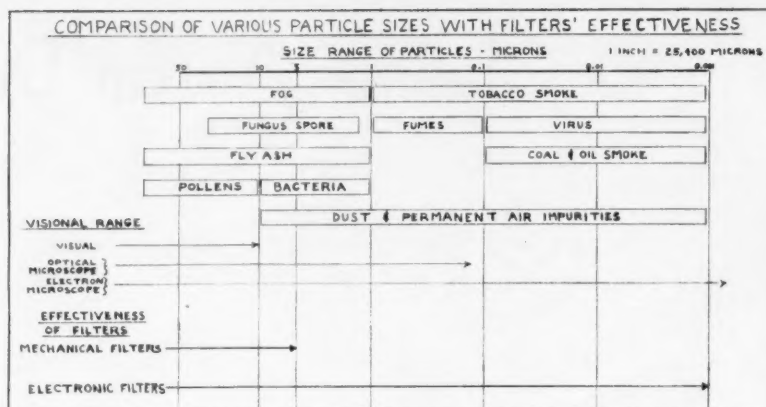 COMPARISON OF VARIOUS PARTICLE SIZES WITH FILTERS' EFFECTIVENESS
SIZE RANGE OF PARTICLES - MICRONS 1 INCH = 25,400 MICRONS
50 10 5 1 0.1 0.01 0.001
FOG TOBACCO SMOKE
FUNGUS SPORE FUMES VIRUS
FLY ASH COAL & OIL SMOKE
POLLENS BACTERIA
DUST & PERMANENT AIR IMPURITIES
VISIONAL RANGE
VISUAL
OPTICAL
MICROSCOPE
ELECTRON
MICROSCOPE
EFFECTIVENESS
OF FILTERS
MECHANICAL FILTERS
ELECTRONIC FILTERS